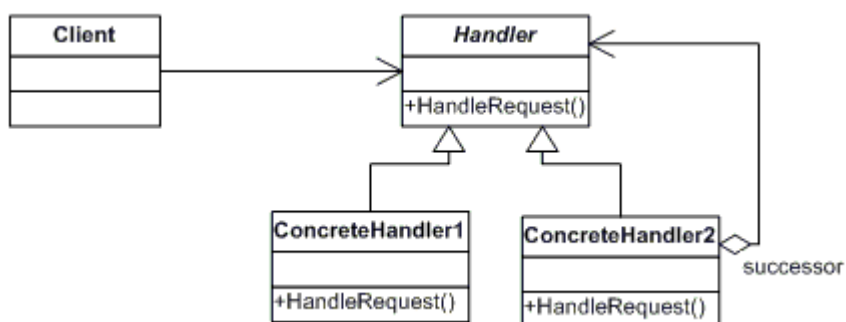 Client
Handler
+HandleRequest()
ConcreteHandler1
+HandleRequest()
ConcreteHandler2
+HandleRequest()
successor